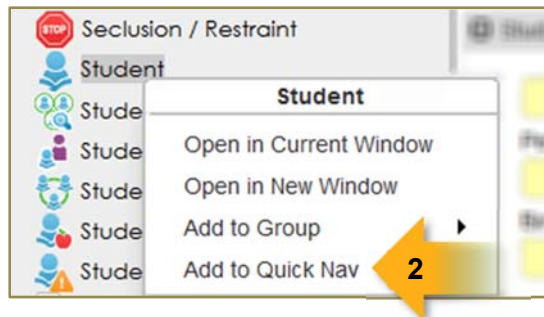 STOP Seclusion / Restraint
Student
Student
Stude
Open in Current Window
Stude
Open in New Window
Stude
Add to Group
Stude
Add to Quick Nav 2
Stude